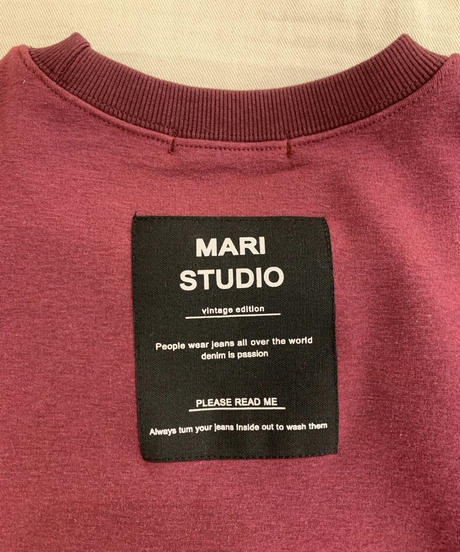 MARI
STUDIO
vintage edition
People wear jeans all over the world
denim is passion
PLEASE READ ME
Always turn your jeans inside out to wash them